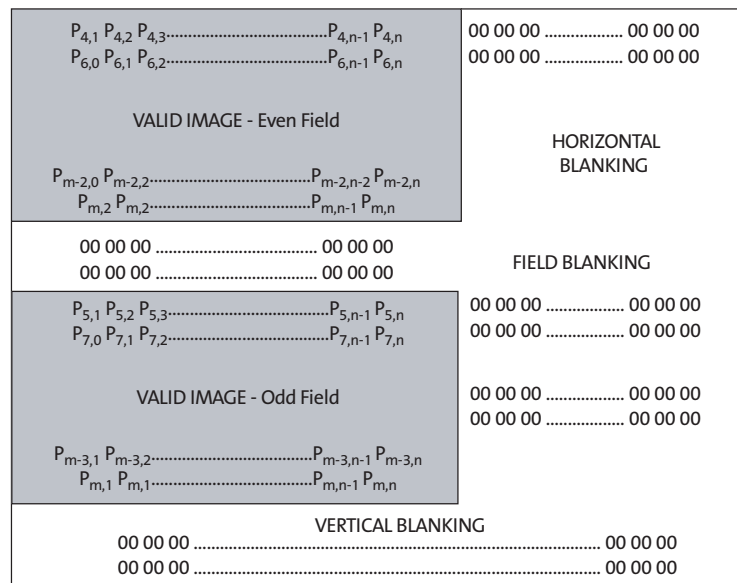 P4,1 P4,2 P4,3......................................P4,n-1 P4,n 00 00 00 .................. 00 00 00
P6,0 P6,1 P6,2......................................P6,n-1 P6,n 00 00 00 .................. 00 00 00
VALID IMAGE - Even Field
HORIZONTAL
BLANKING
Pm-2,0 Pm-2,2......................................Pm-2,n-2 Pm-2,n
Pm,2 Pm,2......................................Pm,n-1 Pm,n
00 00 00 ...................................... 00 00 00
00 00 00 ...................................... 00 00 00
FIELD BLANKING
P5,1 P5,2 P5,3......................................P5,n-1 P5,n 00 00 00 .................. 00 00 00
P7,0 P7,1 P7,2......................................P7,n-1 P7,n 00 00 00 .................. 00 00 00
VALID IMAGE - Odd Field
00 00 00 .................. 00 00 00
00 00 00 .................. 00 00 00
Pm-3,1 Pm-3,2......................................Pm-3,n-1 Pm-3,n
Pm,1 Pm,1......................................Pm,n-1 Pm,n
VERTICAL BLANKING
00 00 00 ............................................................................................... 00 00 00
00 00 00 ............................................................................................... 00 00 00